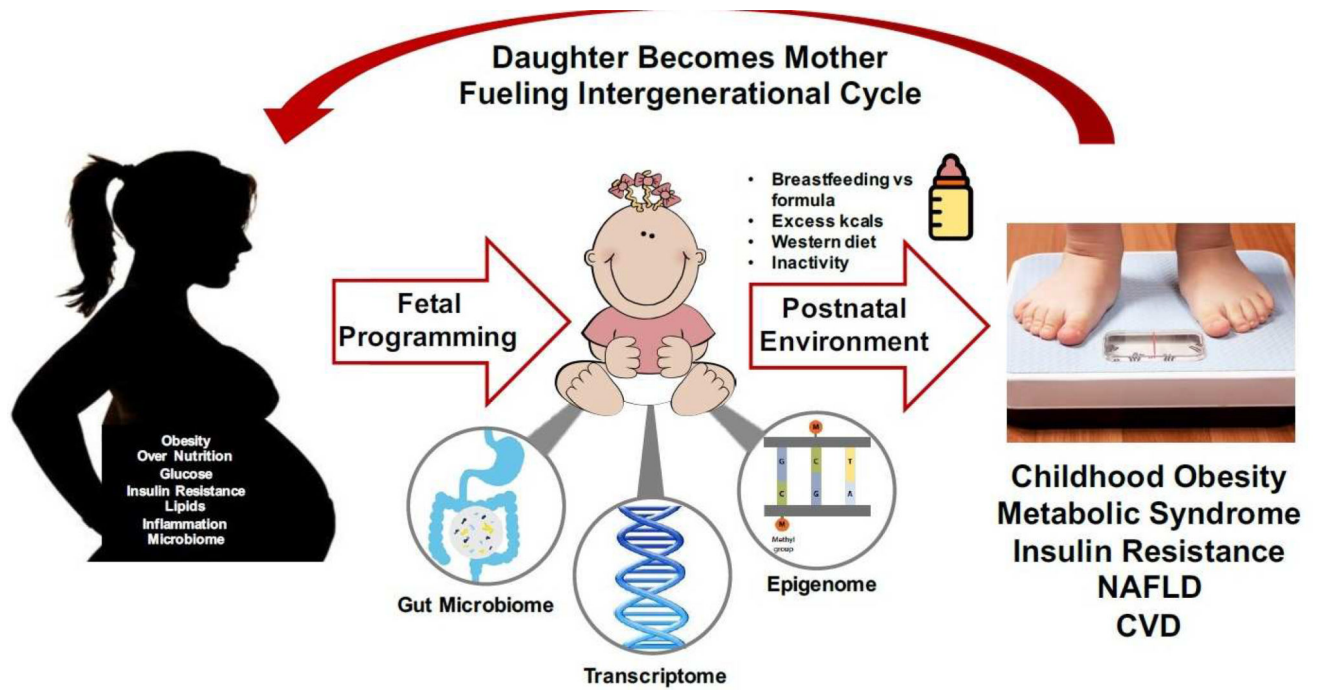 Daughter Becomes Mother
Fueling Intergenerational Cycle
• Breastfeeding vs
formula
• Excess kcals
• Western diet
• Inactivity
Fetal
Programming
Postnatal
Environment
Obesity
Over Nutrition
Glucose
Insulin Resistance
Lipids
Inflammation
Microbiome
M
G C T
C G A
M
Methyl
group
Gut Microbiome
Transcriptome
Epigenome
Childhood Obesity
Metabolic Syndrome
Insulin Resistance
NAFLD
CVD